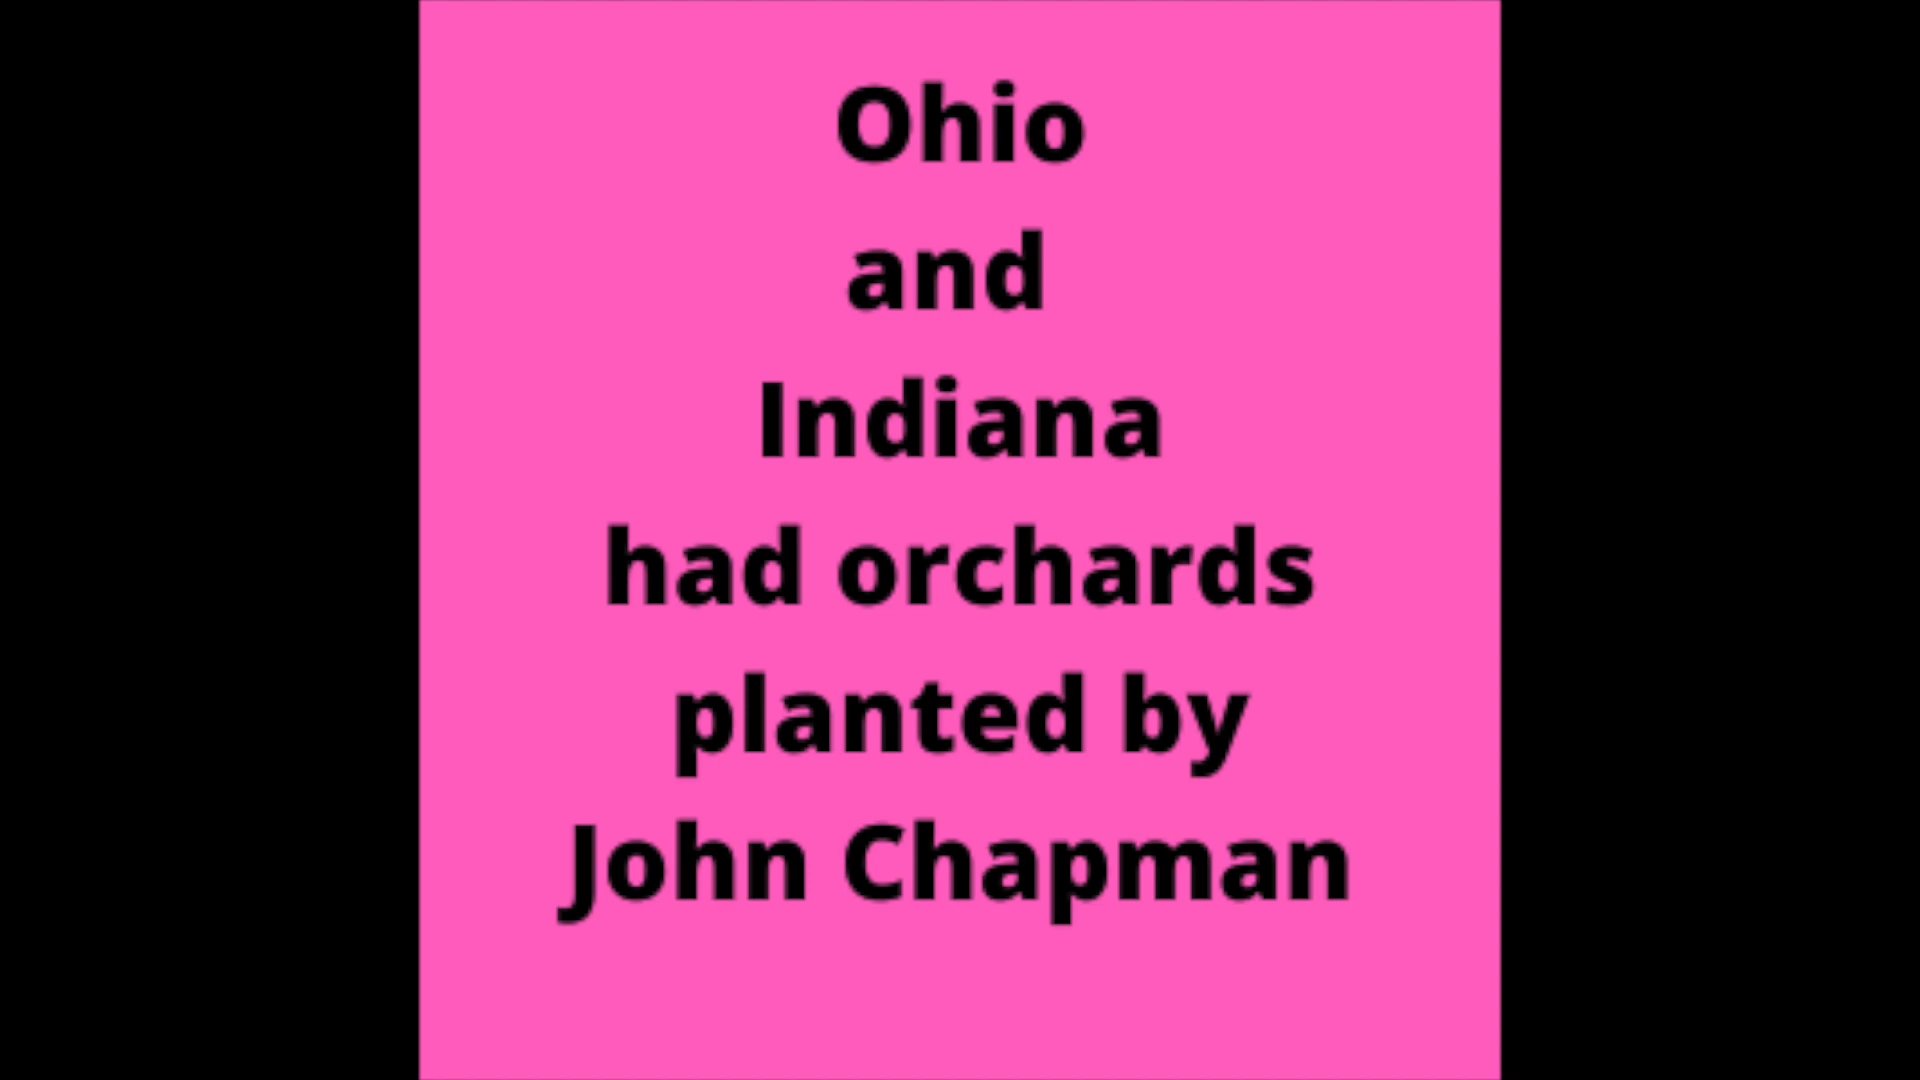 Ohio
and
Indiana
had orchards
planted by
John Chapman